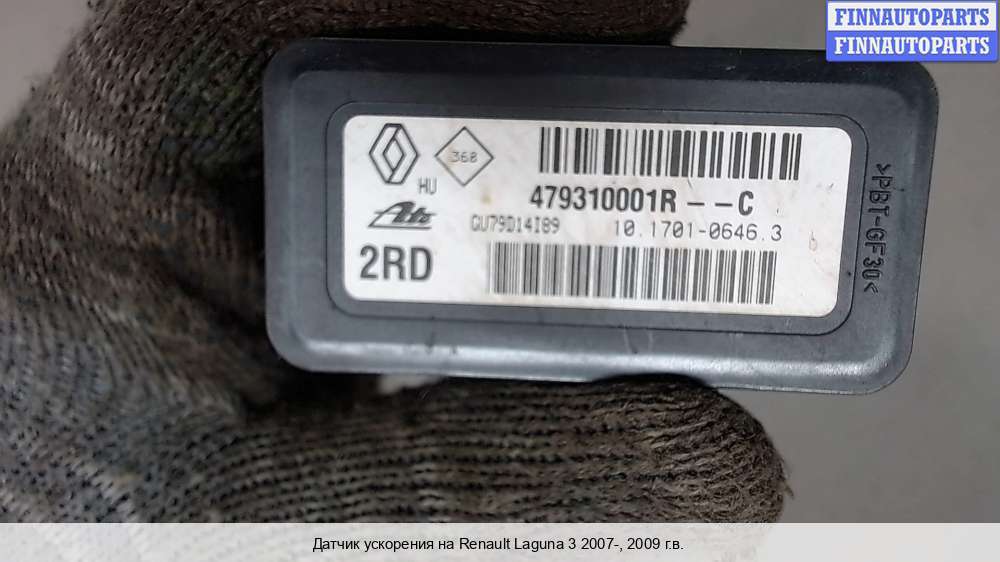 FINNAUTOPARTS
FINNAUTOPARTS
368
HU
479310001R--C
Ate
GU79D14I89
10.1701-0646.3
2RD
>PBT-GF30<
Датчик ускорения на Renault Laguna 3 2007-, 2009 г.в.